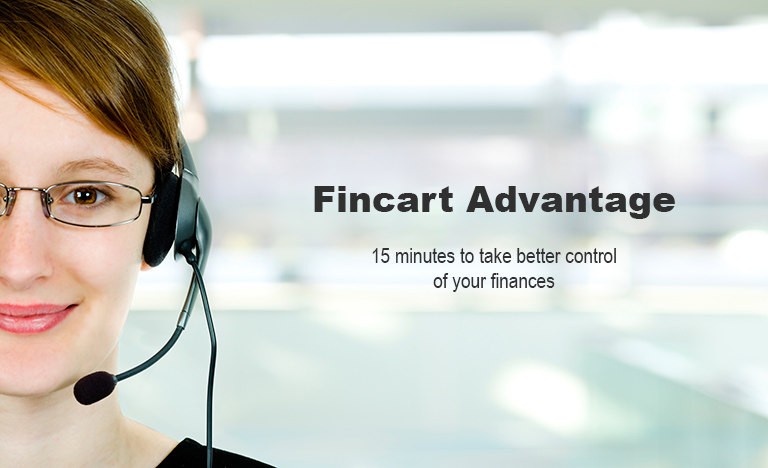 Fincart Advantage
15 minutes to take better control
of your finances